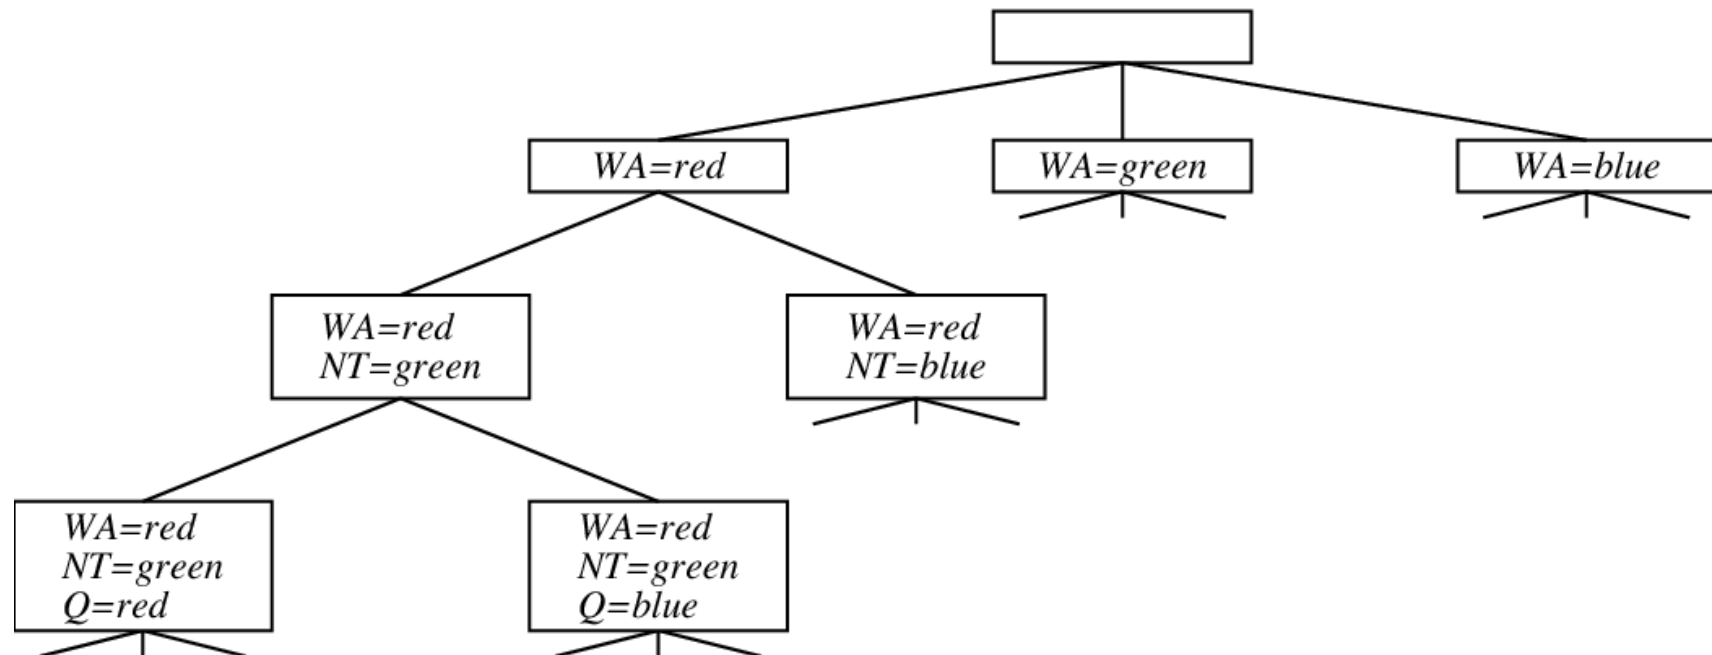 WA=red
WA=green
WA=blue
WA=red
NT=green
WA=red
NT=blue
WA=red
NT=green
Q=red
WA=red
NT=green
Q=blue